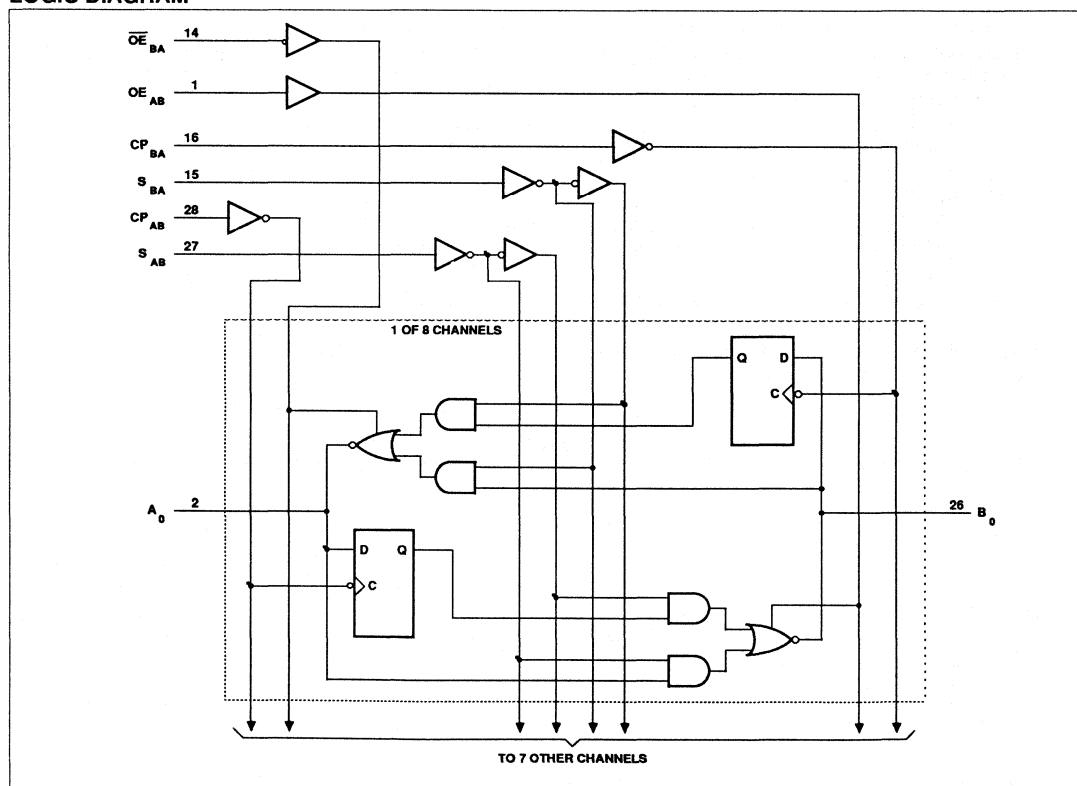 LOGIC DIAGRAM
OE BA 14
OE AB 1
CP BA 16
S BA 15
CP AB 28
S AB 27
1 OF 8 CHANNELS
Q D
C
A 0 2
26 B 0
D Q
C
TO 7 OTHER CHANNELS